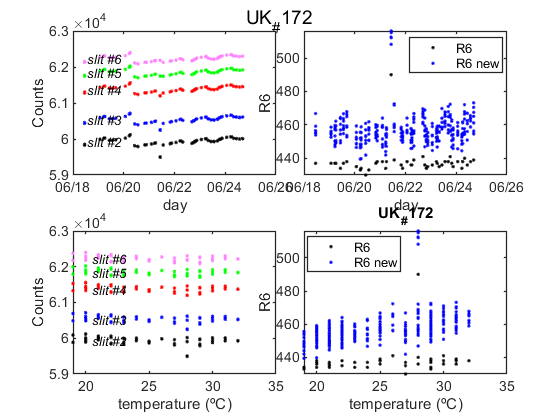 UK_#172
×10⁴
6.3
6.2
6.1
6
5.9
Counts
slit #6
slit #5
slit #4
slit #3
slit #2
06/18
06/20
06/22
06/24
06/26
day
500
480
460
440
R6
R6
R6 new
06/18
06/20
06/22
06/24
06/26
day
×10⁴
6.3
6.2
6.1
6
5.9
Counts
slit #6
slit #5
slit #4
slit #3
slit #2
20
25
30
35
temperature (ºC)
UK_#172
500
480
460
440
R6
R6
R6 new
20
25
30
35
temperature (ºC)